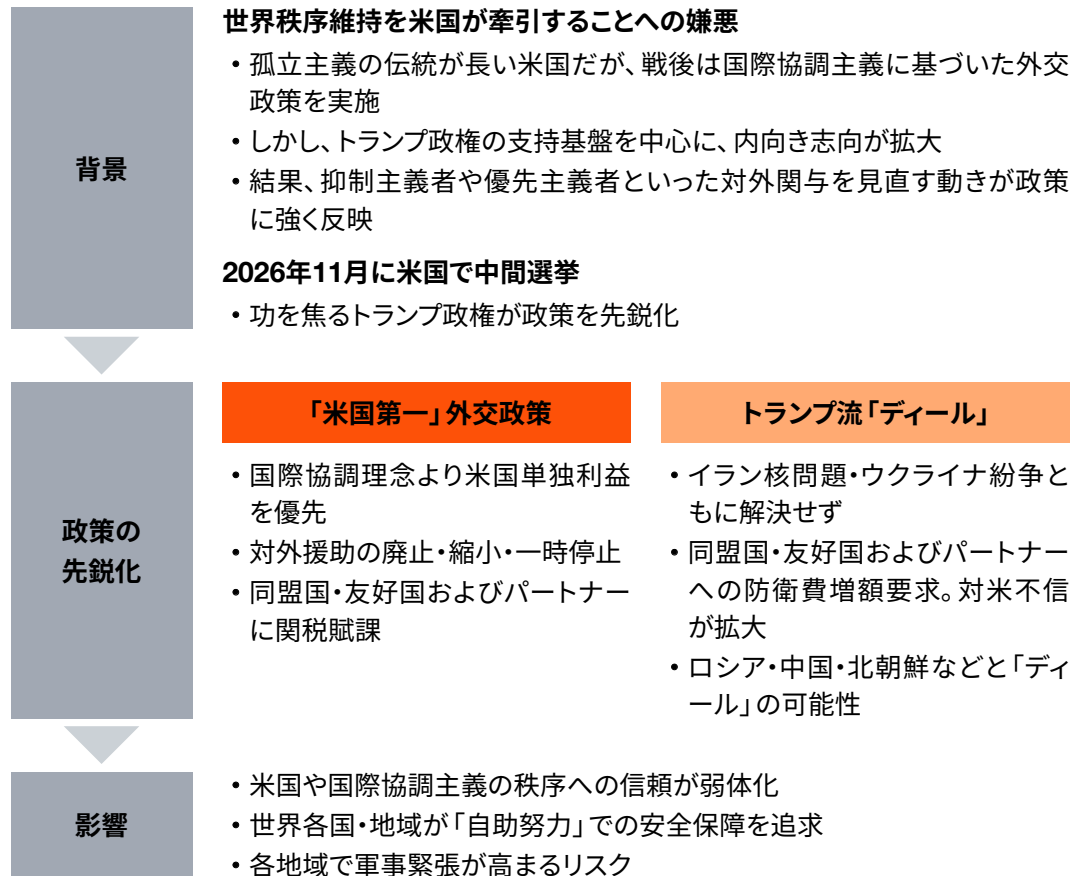 背景
世界秩序維持を米国が牽引することへの嫌悪
・孤立主義の伝統が長い米国だが、戦後は国際協調主義に基づいた外交
政策を実施
・しかし、トランプ政権の支持基盤を中心に、内向き志向が拡大
・結果、抑制主義者や優先主義者といった対外関与を見直す動きが政策
に強く反映
2026年11月に米国で中間選挙
・功を焦るトランプ政権が政策を先鋭化
政策の
先鋭化
「米国第一」外交政策
・国際協調理念より米国単独利益
を優先
・対外援助の廃止・縮小・一時停止
・同盟国・友好国およびパートナー
に関税賦課
トランプ流「ディール」
・イラン核問題・ウクライナ紛争と
もに解決せず
・同盟国・友好国およびパートナー
への防衛費増額要求。対米不信
が拡大
・ロシア・中国・北朝鮮などと「ディ
ール」の可能性
影響
・米国や国際協調主義の秩序への信頼が弱体化
・世界各国・地域が「自助努力」での安全保障を追求
・各地域で軍事緊張が高まるリスク